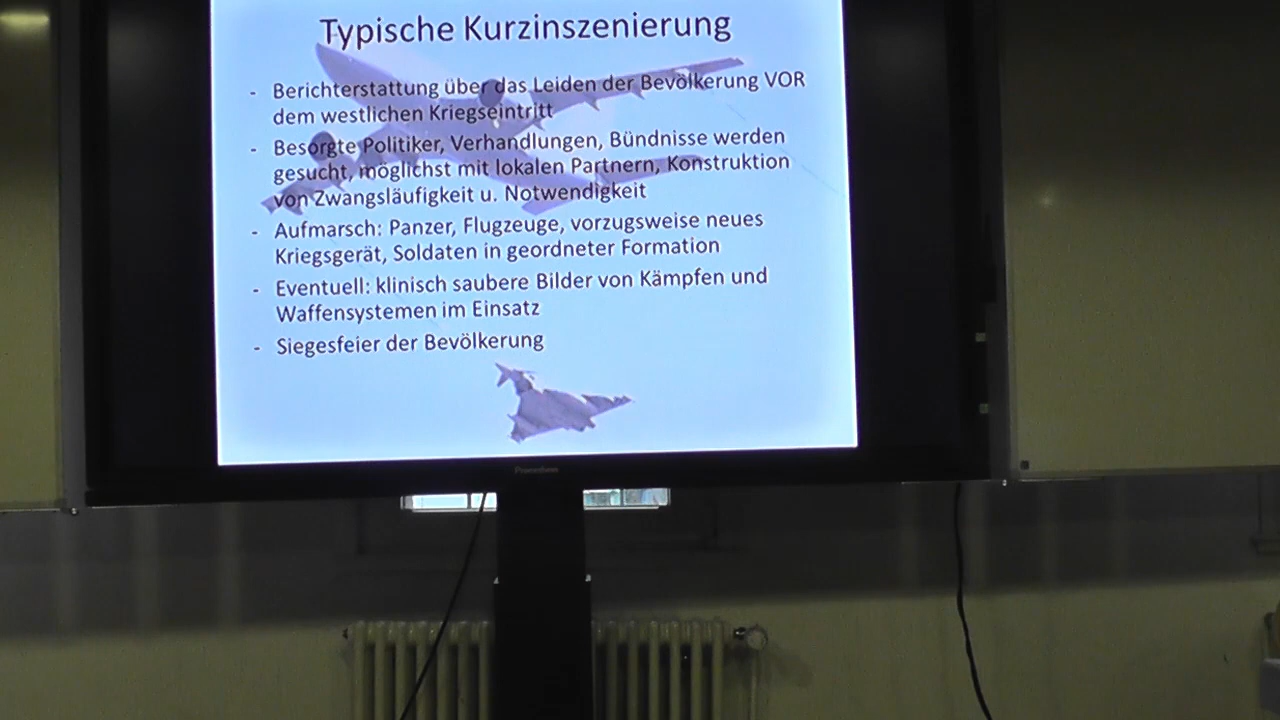 Typische Kurzinszenierung
- Berichterstattung über das Leiden der Bevölkerung VOR
dem westlichen Kriegseintritt
- Besorgte Politiker, Verhandlungen, Bündnisse werden
gesucht, möglichst mit lokalen Partnern, Konstruktion
von Zwangsläufigkeit u. Notwendigkeit
- Aufmarsch: Panzer, Flugzeuge, vorzugsweise neues
Kriegsgerät, Soldaten in geordneter Formation
- Eventuell: klinisch saubere Bilder von Kämpfen und
Waffensystemen im Einsatz
- Siegesfeier der Bevölkerung
Promethean